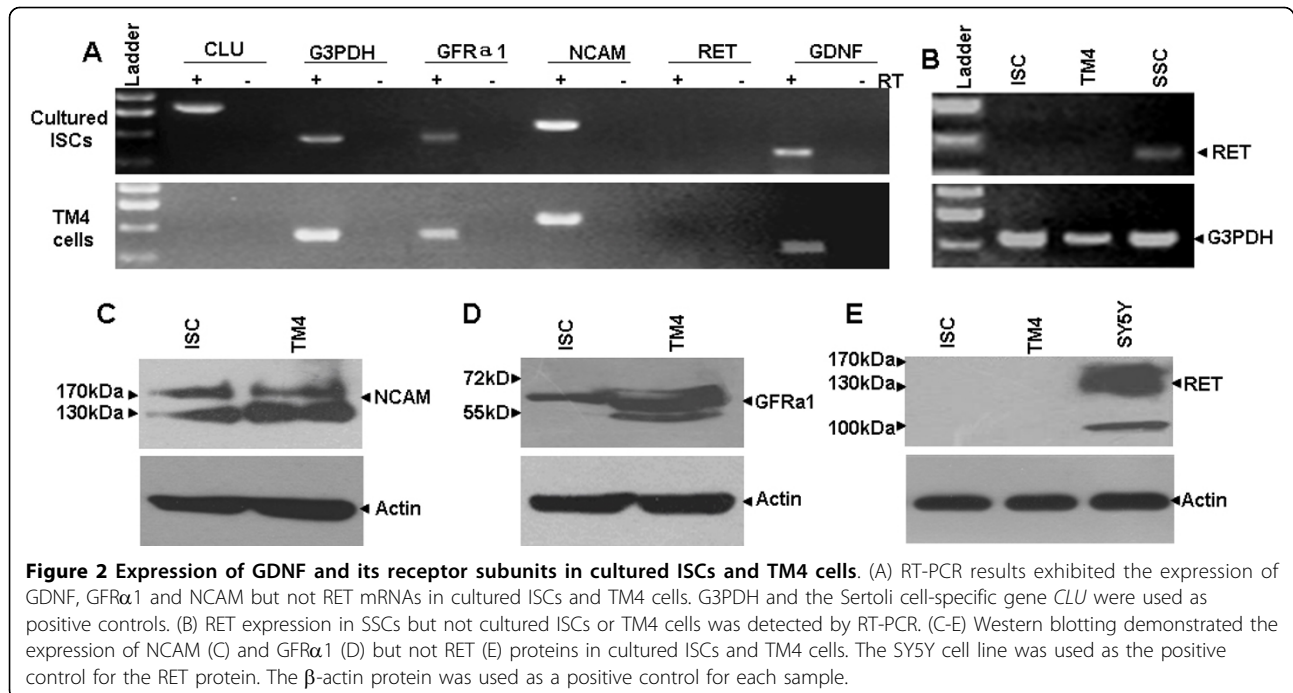 A
Ladder
CLU G3PDH GFRa1 NCAM RET GDNF
+ - + - + - + - + - + - RT
Cultured
ISCs
TM4
cells
B
Ladder ISC TM4 SSC
RET
G3PDH
C
ISC TM4
170kDa
130kDa
NCAM
Actin
D
ISC TM4
72kD
55kD
GFRa1
Actin
E
ISC TM4 SY5Y
170kDa
130kDa
100kDa
RET
Actin
Figure 2 Expression of GDNF and its receptor subunits in cultured ISCs and TM4 cells. (A) RT-PCR results exhibited the expression of
GDNF, GFRα1 and NCAM but not RET mRNAs in cultured ISCs and TM4 cells. G3PDH and the Sertoli cell-specific gene CLU were used as
positive controls. (B) RET expression in SSCs but not cultured ISCs or TM4 cells was detected by RT-PCR. (C-E) Western blotting demonstrated the
expression of NCAM (C) and GFRα1 (D) but not RET (E) proteins in cultured ISCs and TM4 cells. The SY5Y cell line was used as the positive
control for the RET protein. The β-actin protein was used as a positive control for each sample.